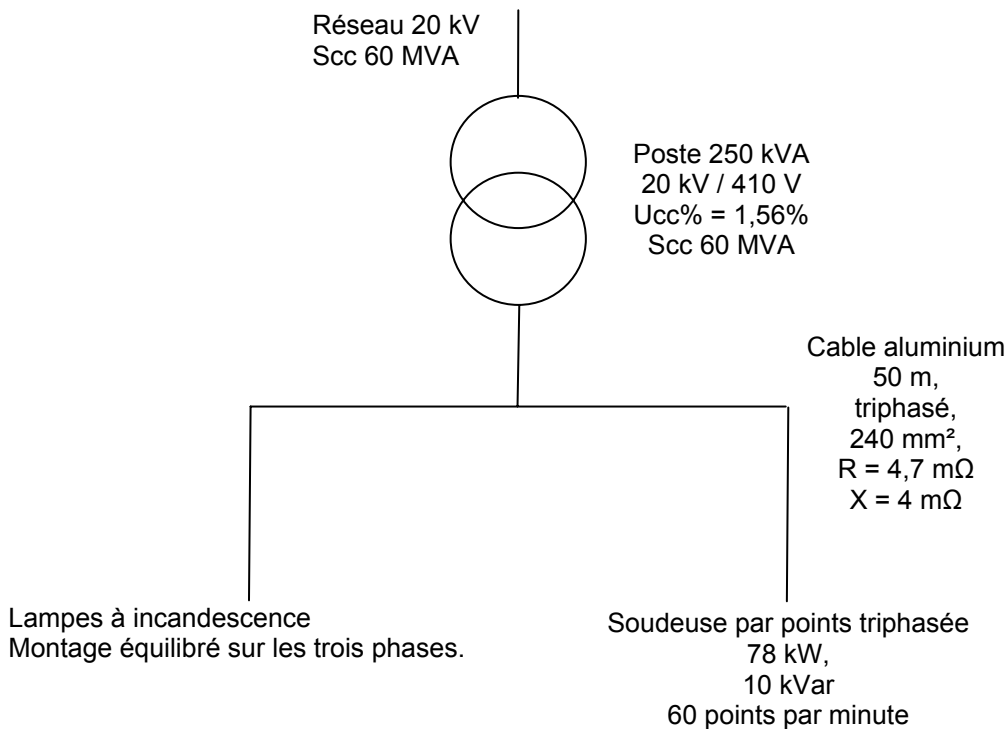 Réseau 20 kV
Scc 60 MVA
Poste 250 kVA
20 kV / 410 V
Ucc% = 1,56%
Scc 60 MVA
Cable aluminium
50 m,
triphasé,
240 mm²,
R = 4,7 mΩ
X = 4 mΩ
Lampes à incandescence
Montage équilibré sur les trois phases.
Soudeuse par points triphasée
78 kW,
10 kVar
60 points par minute